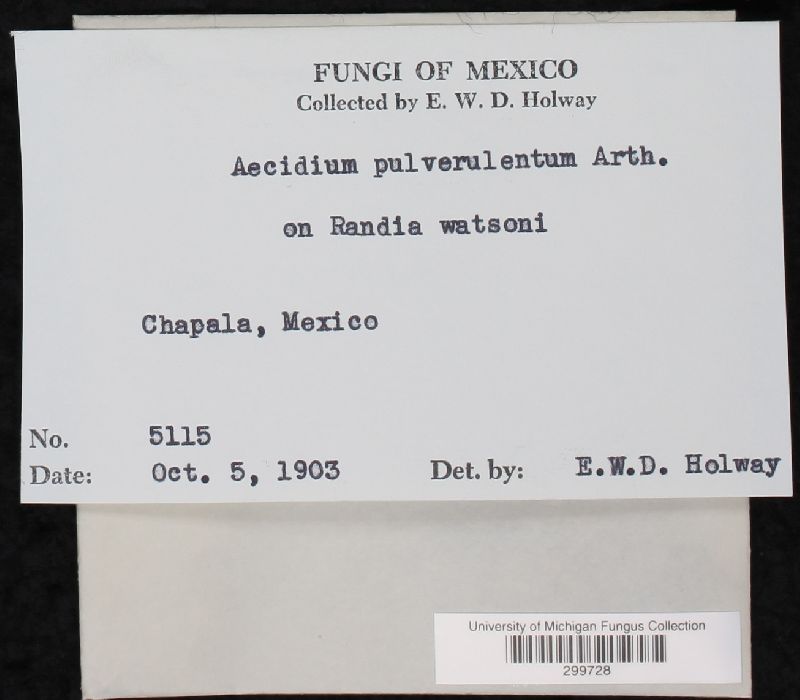 FUNGI OF MEXICO
Collected by E. W. D. Holway
Aecidium pulverulentum Arth.
on Randia watsoni
Chapala, Mexico
No. 5115
Date: Oct. 5, 1903 Det. by: E.W.D. Holway
University of Michigan Fungus Collection
299728